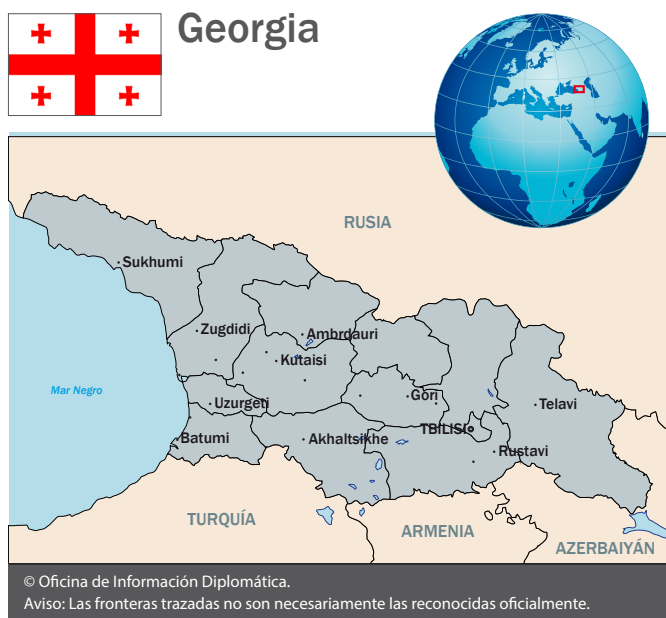 Georgia
RUSIA
Sukhumi
Zugdidi
Ambrdauri
Kutaisi
Mar Negro
Uzurgeti
Gori
Telavi
TBILISI
Batumi
Akhaltsikhe
Rustavi
TURQUÍA
ARMENIA
AZERBAIYÁN
© Oficina de Información Diplomática.
Aviso: Las fronteras trazadas no son necesariamente las reconocidas oficialmente.